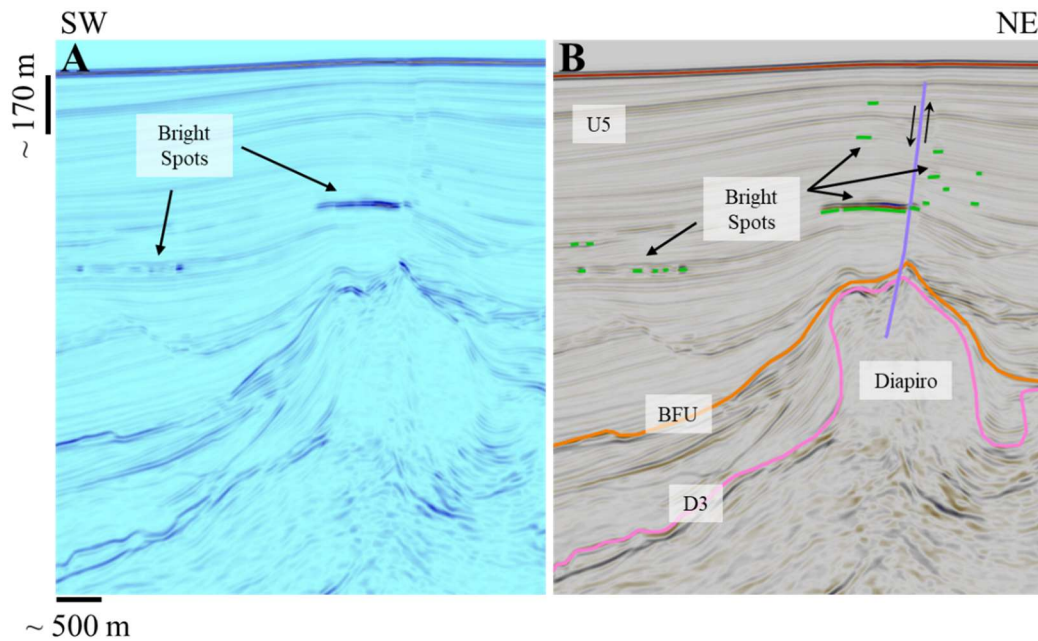 SW
NE
A
B
~ 170 m
Bright
Spots
U5
Bright
Spots
Diapiro
BFU
D3
~ 500 m